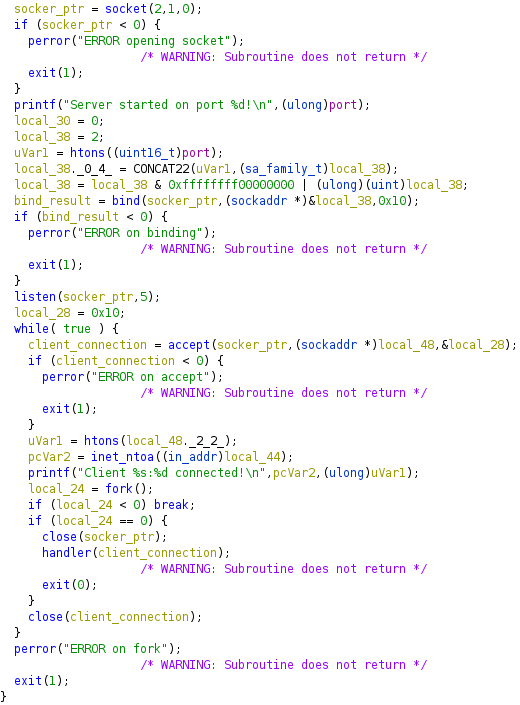 socker_ptr = socket(2,1,0);
if (socker_ptr < 0) {
perror("ERROR opening socket");
/* WARNING: Subroutine does not return */
exit(1);
}
printf("Server started on port %d!\n",(ulong)port);
local_30 = 0;
local_38 = 2;
uVar1 = htons((uint16_t)port);
local_38._0_4_ = CONCAT22(uVar1,(sa_family_t)local_38);
local_38 = local_38 & 0xffffffff00000000 | (ulong)(uint)local_38;
bind_result = bind(socker_ptr,(sockaddr *)&local_38,0x10);
if (bind_result < 0) {
perror("ERROR on binding");
/* WARNING: Subroutine does not return */
exit(1);
}
listen(socker_ptr,5);
local_28 = 0x10;
while( true ) {
client_connection = accept(socker_ptr,(sockaddr *)local_48,&local_28);
if (client_connection < 0) {
perror("ERROR on accept");
/* WARNING: Subroutine does not return */
exit(1);
}
uVar1 = htons(local_48._2_2_);
pcVar2 = inet_ntoa((in_addr)local_44);
printf("Client %s:%d connected!\n",pcVar2,(ulong)uVar1);
local_24 = fork();
if (local_24 < 0) break;
if (local_24 == 0) {
close(socker_ptr);
handler(client_connection);
/* WARNING: Subroutine does not return */
exit(0);
}
close(client_connection);
}
perror("ERROR on fork");
/* WARNING: Subroutine does not return */
exit(1);
}